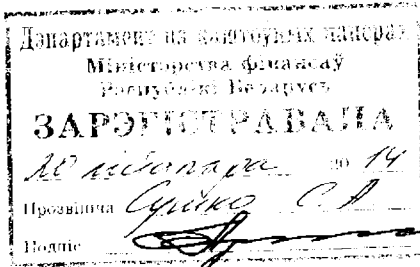 Дэпартамент па каштоўных паперах
Міністэрства фінансаў
Рэспублікі Беларусь
ЗАРЭГІСТРАВАНА
20 14
Прозвішча С. А
Подпіс